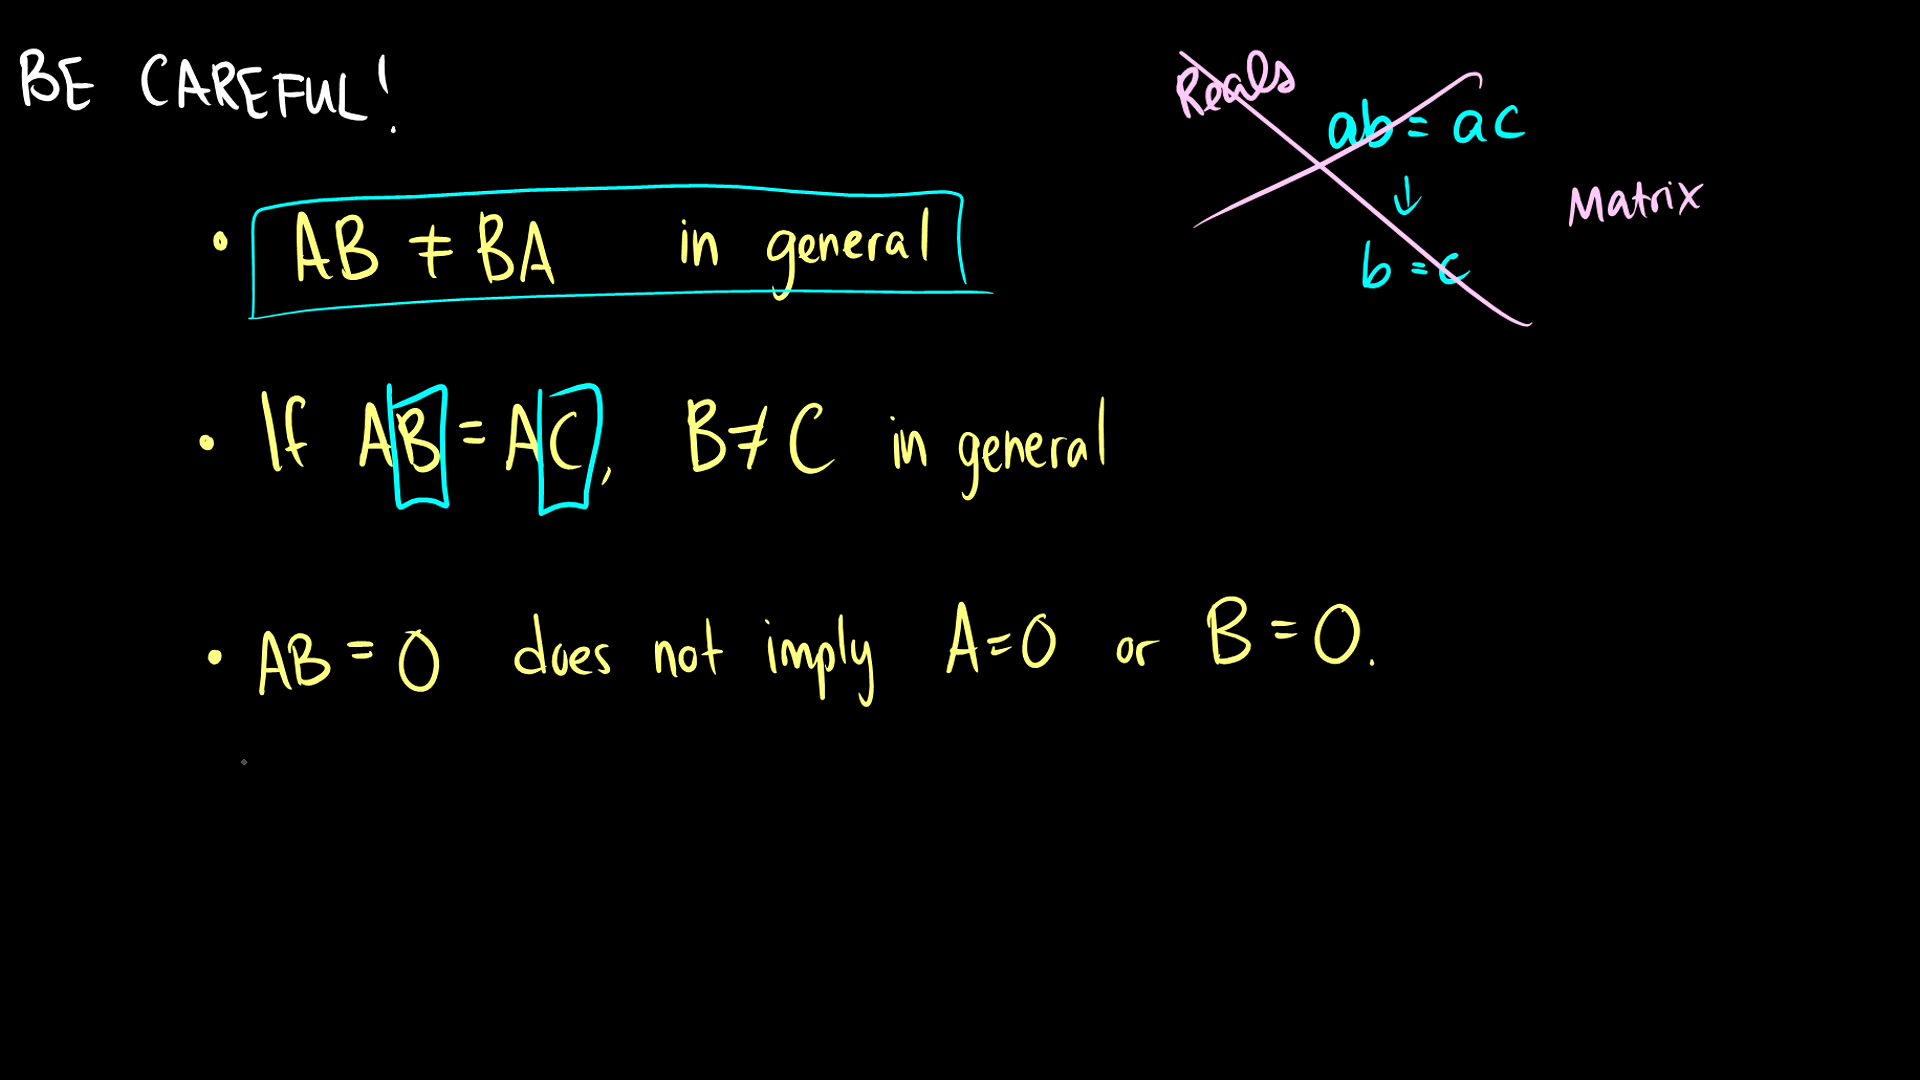 BE CAREFUL!
Reals
ab = ac
↓
b = c
Matrix
• AB ≠ BA in general
• If AB = AC, B ≠ C in general
• AB = 0 does not imply A = 0 or B = 0.